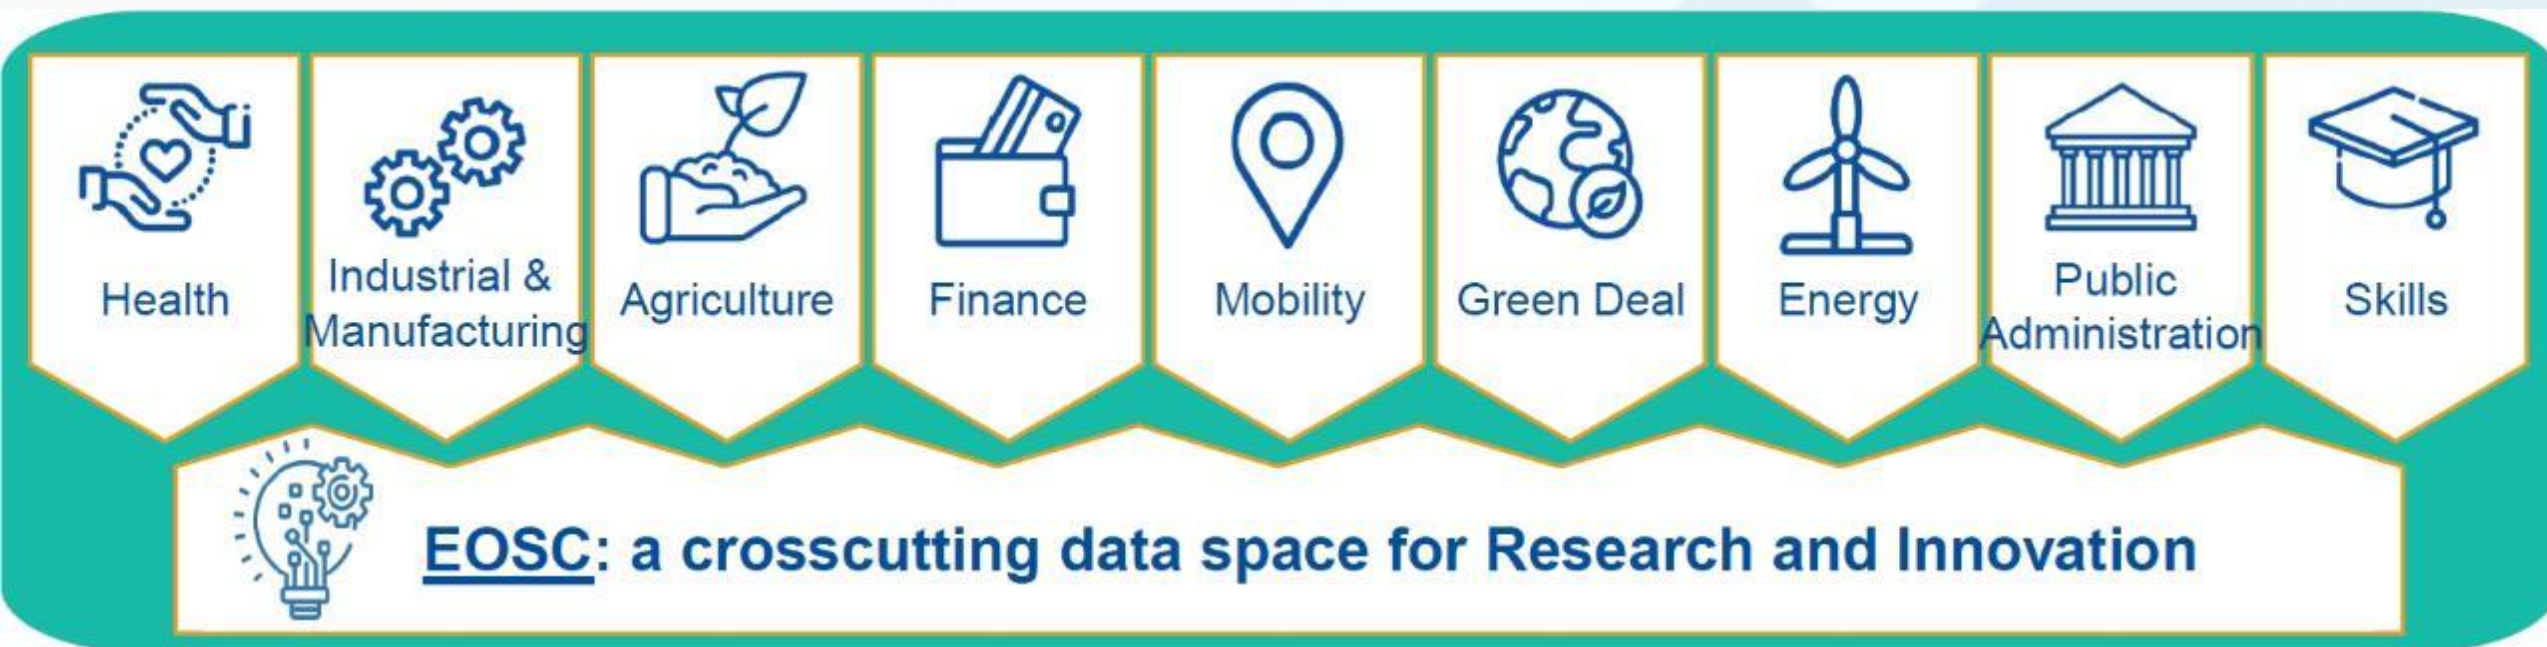 Health
Industrial &
Manufacturing
Agriculture
Finance
Mobility
Green Deal
Energy
Public
Administration
Skills
EOSC: a crosscutting data space for Research and Innovation